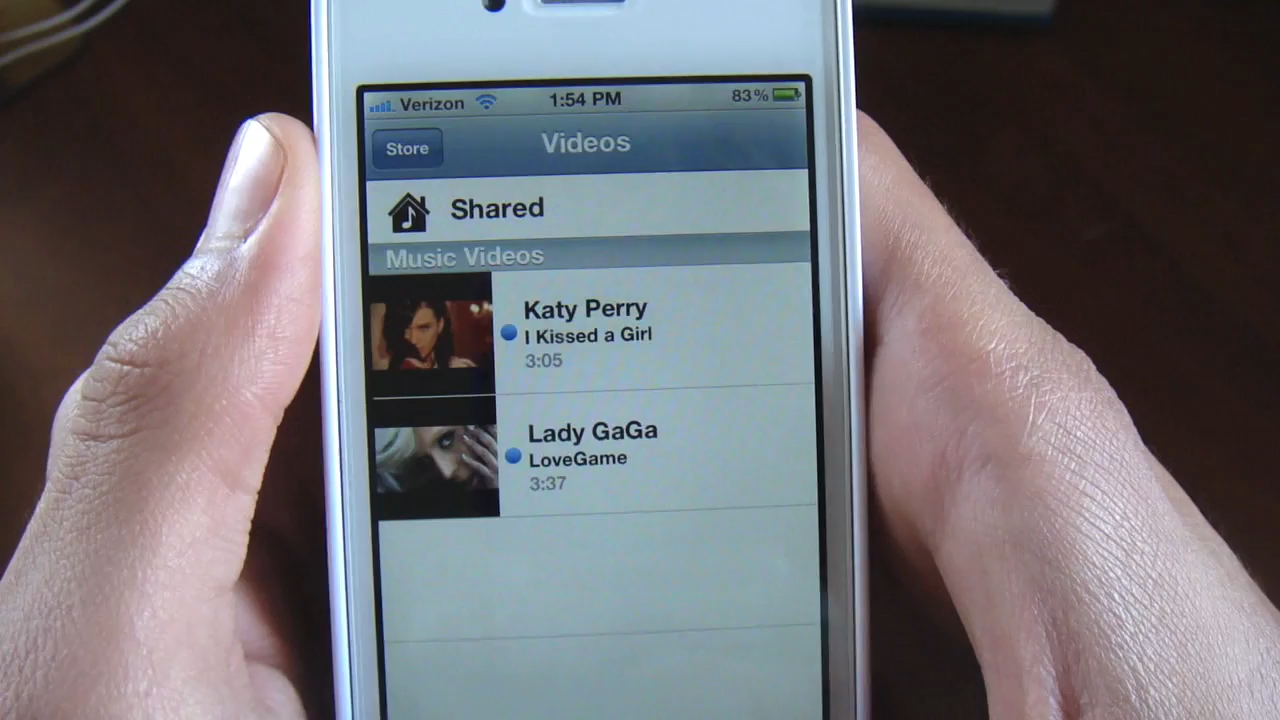 Verizon 1:54 PM 83%
Store Videos
Shared
Music Videos
Katy Perry
I Kissed a Girl
3:05
Lady GaGa
LoveGame
3:37